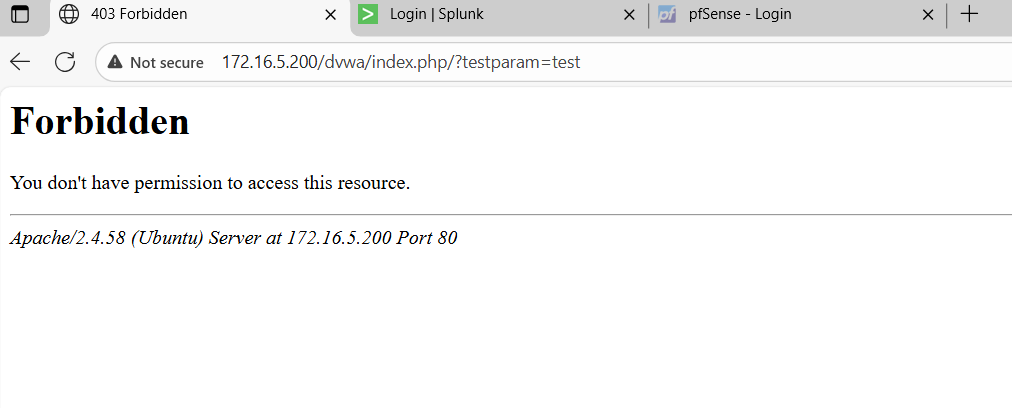 403 Forbidden
Login | Splunk
pfSense - Login
Not secure 172.16.5.200/dvwa/index.php/?testparam=test
Forbidden
You don't have permission to access this resource.
Apache/2.4.58 (Ubuntu) Server at 172.16.5.200 Port 80